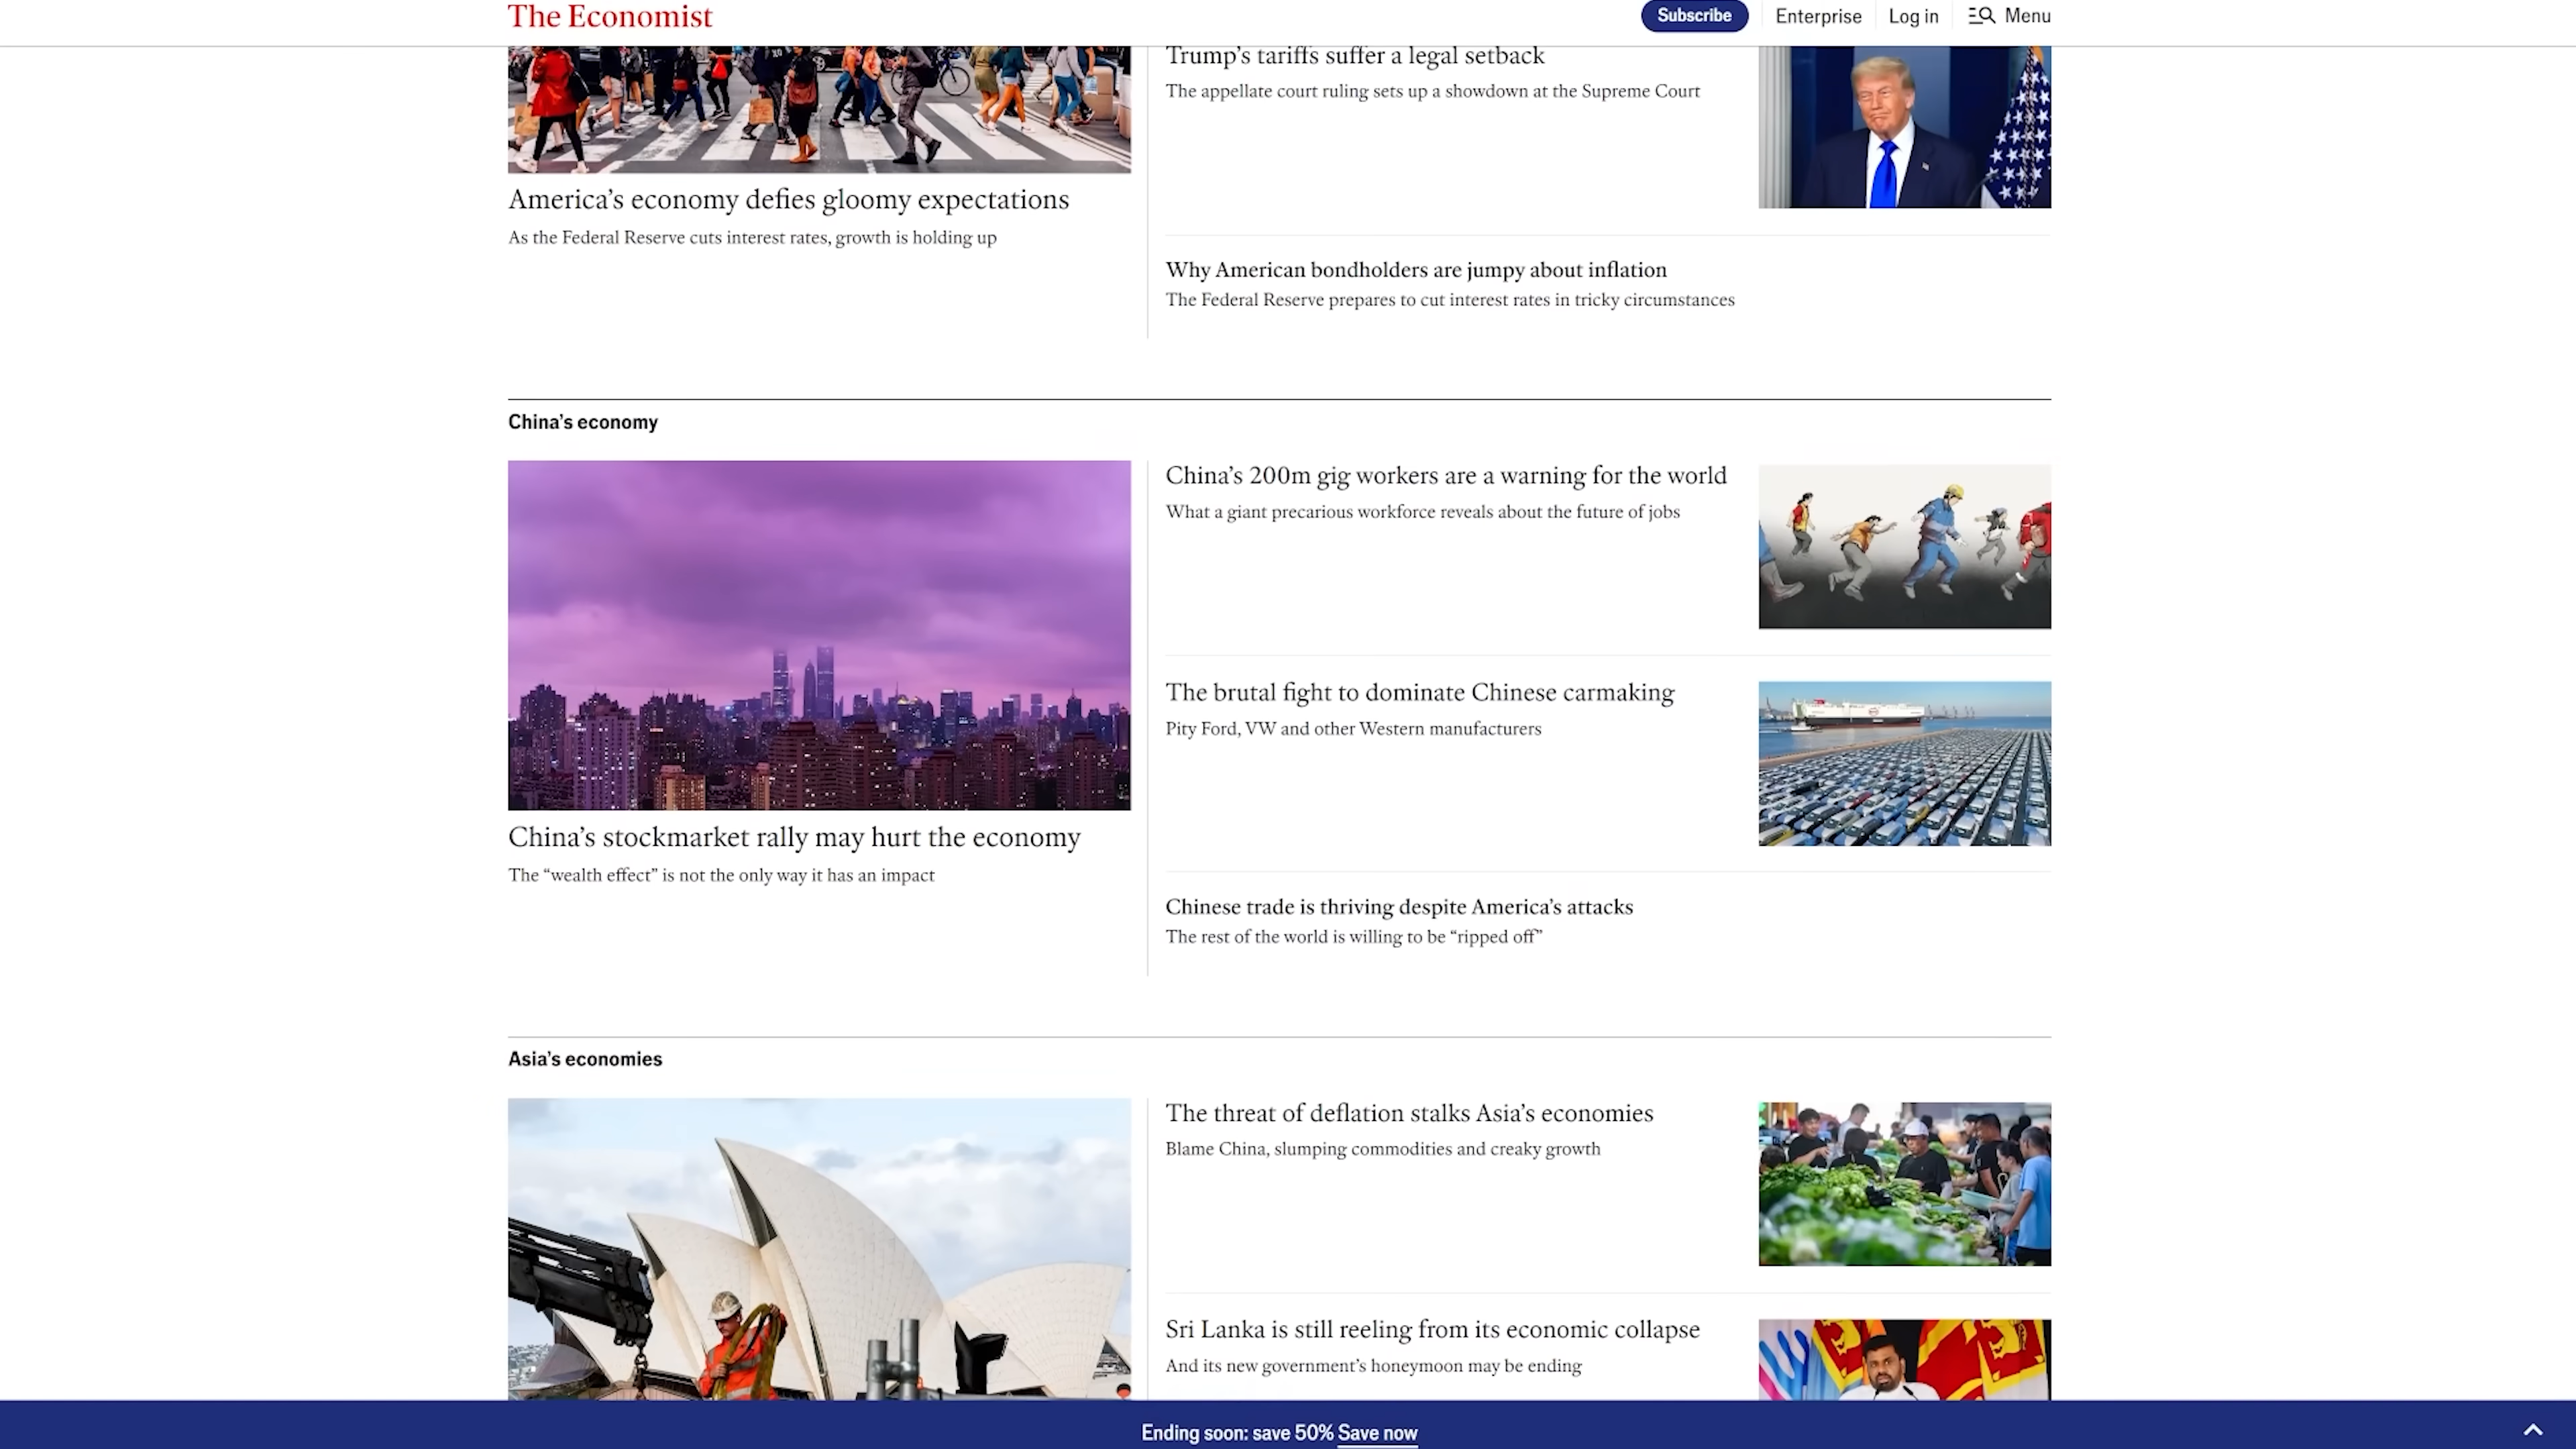 The Economist
Subscribe
Enterprise
Log in
Menu
America’s economy defies gloomy expectations
As the Federal Reserve cuts interest rates, growth is holding up
Trump’s tariffs suffer a legal setback
The appellate court ruling sets up a showdown at the Supreme Court
Why American bondholders are jumpy about inflation
The Federal Reserve prepares to cut interest rates in tricky circumstances
China’s economy
China’s stockmarket rally may hurt the economy
The “wealth effect” is not the only way it has an impact
China’s 200m gig workers are a warning for the world
What a giant precarious workforce reveals about the future of jobs
The brutal fight to dominate Chinese carmaking
Pity Ford, VW and other Western manufacturers
Chinese trade is thriving despite America’s attacks
The rest of the world is willing to be “ripped off”
Asia’s economies
The threat of deflation stalks Asia’s economies
Blame China, slumping commodities and creaky growth
Sri Lanka is still reeling from its economic collapse
And its new government’s honeymoon may be ending
Ending soon: save 50% Save now